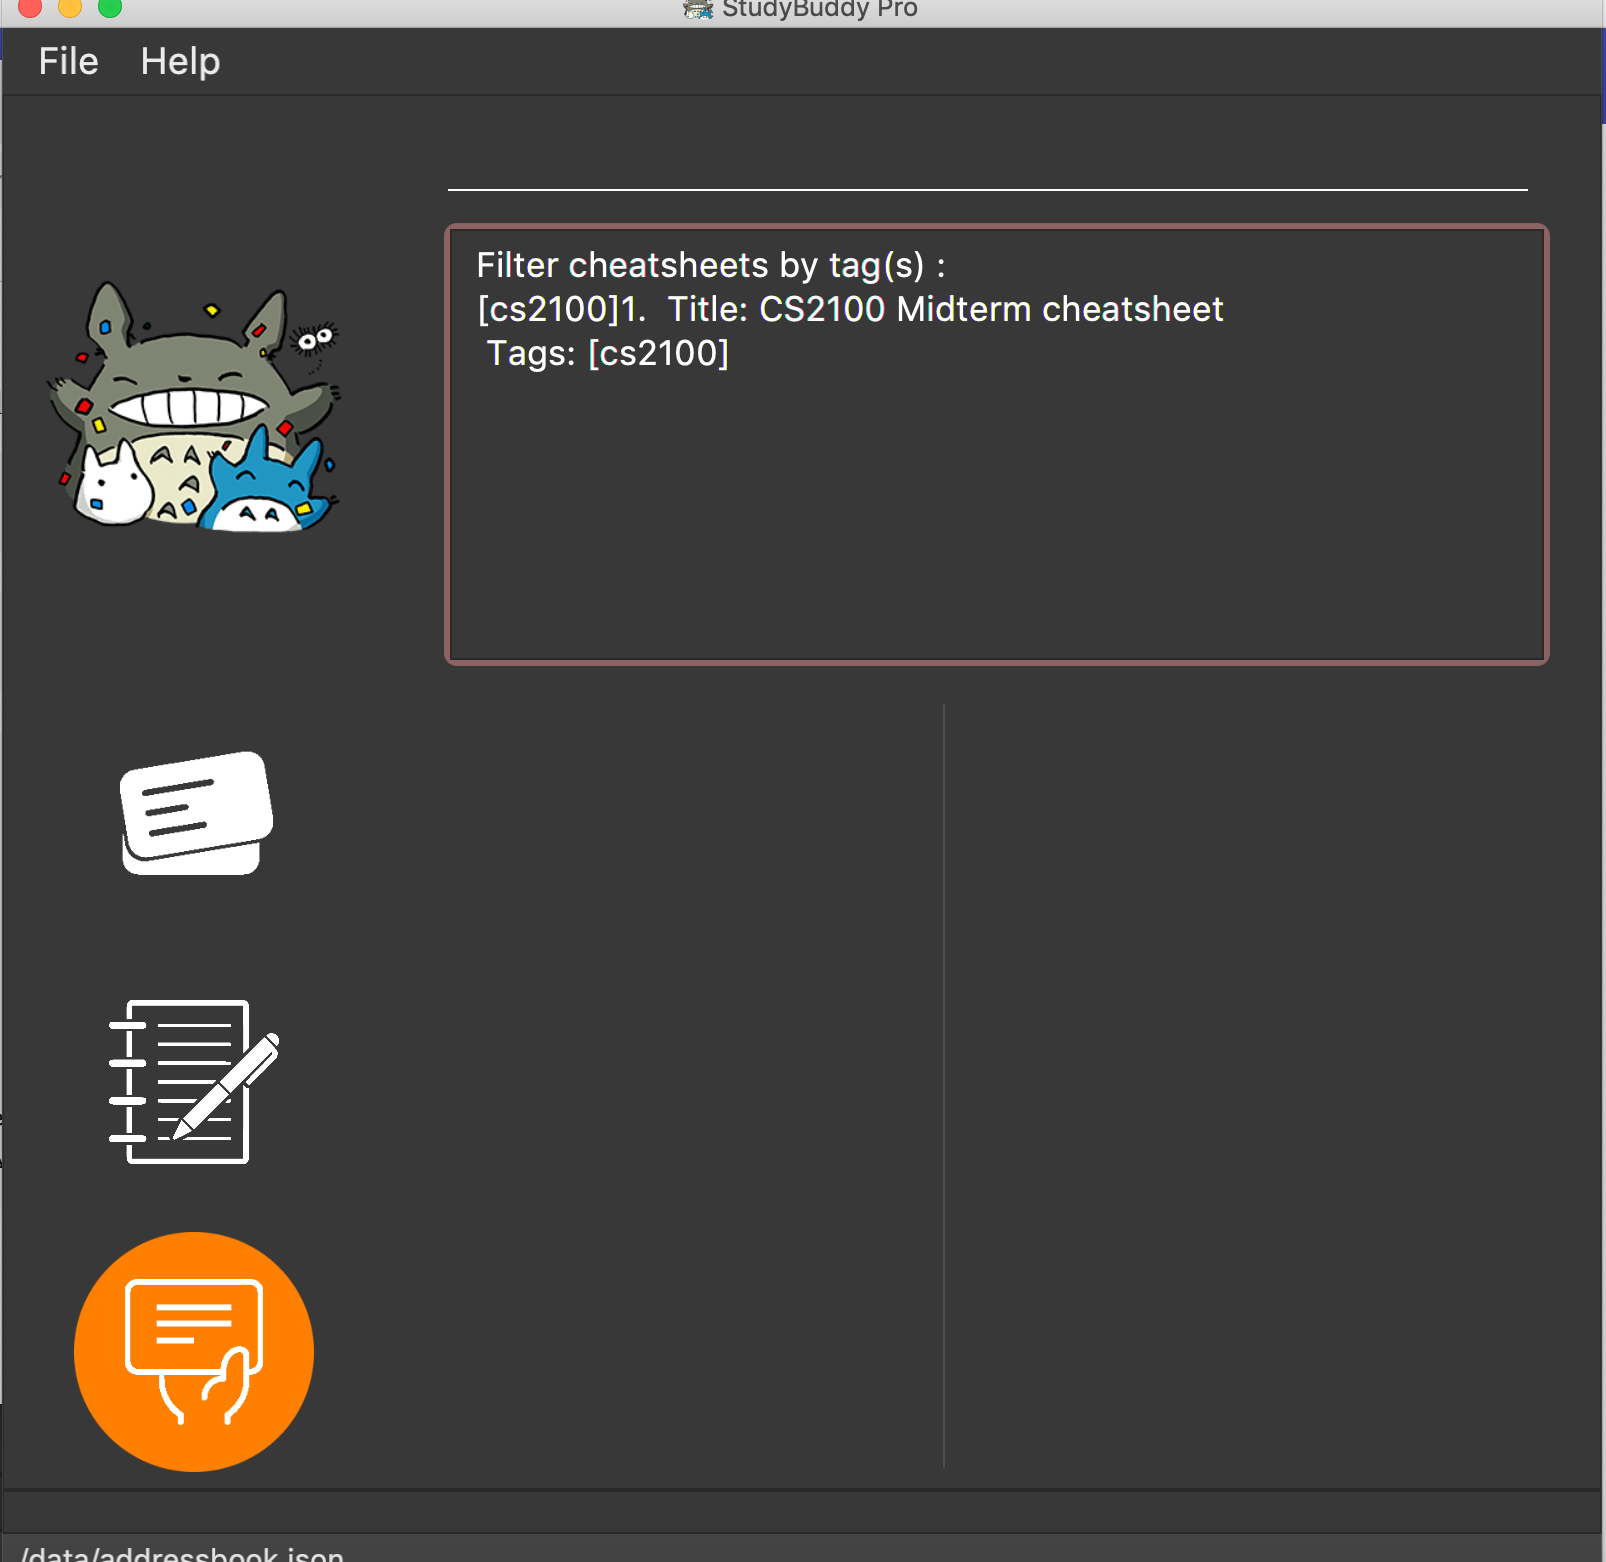 StudyBuddy Pro
File Help
Filter cheatsheets by tag(s) :
[cs2100]1.  Title: CS2100 Midterm cheatsheet
Tags: [cs2100]
/data/addressbook.json